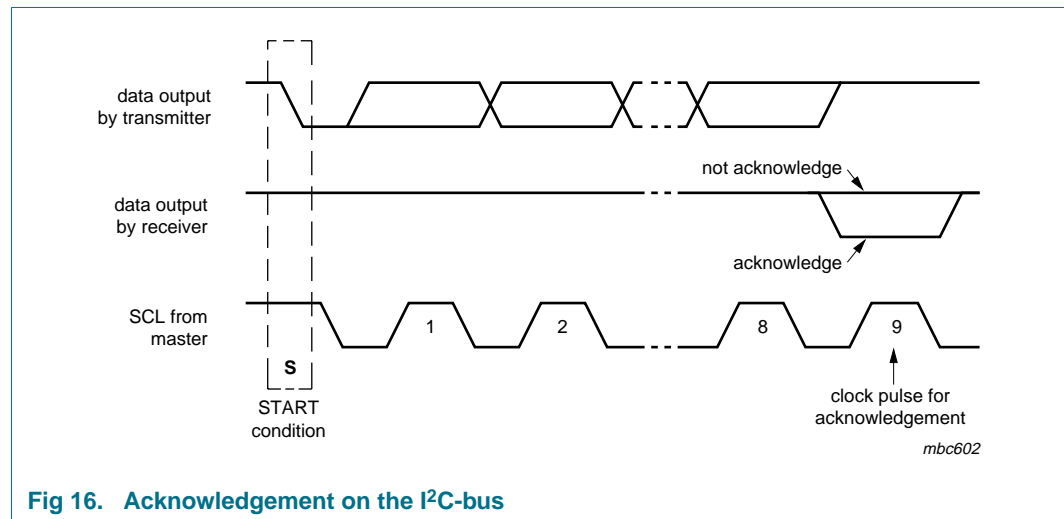 data output
by transmitter
not acknowledge
data output
by receiver
acknowledge
SCL from
master
1
2
8
9
S
START
condition
clock pulse for
acknowledgement
mbc602
Fig 16. Acknowledgement on the I²C-bus